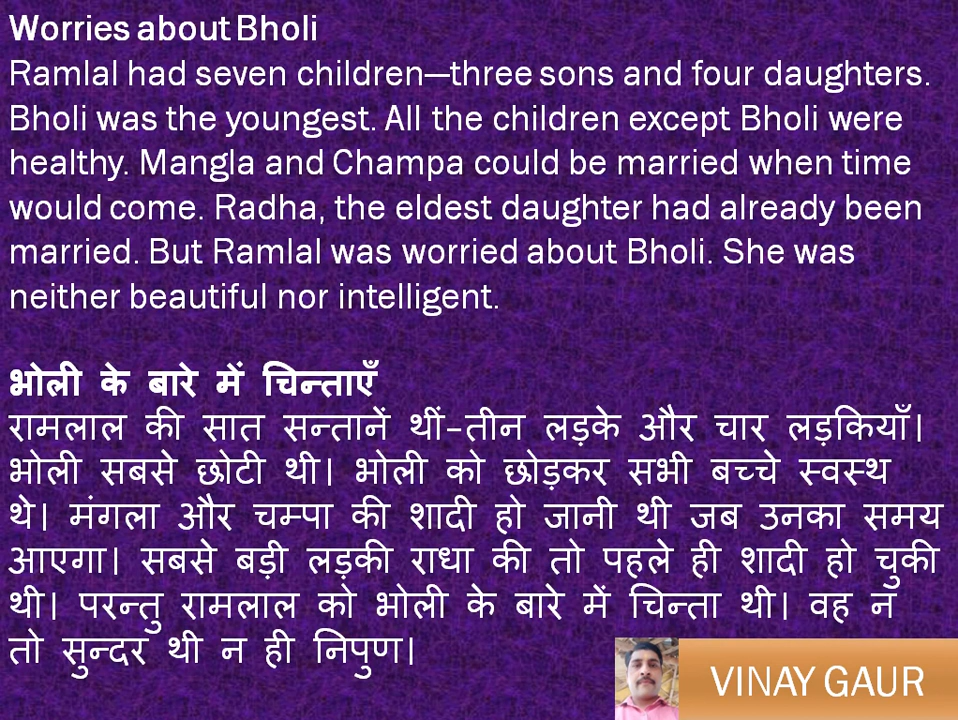 Worries about Bholi
Ramlal had seven children—three sons and four daughters.
Bholi was the youngest. All the children except Bholi were
healthy. Mangla and Champa could be married when time
would come. Radha, the eldest daughter had already been
married. But Ramlal was worried about Bholi. She was
neither beautiful nor intelligent.
भोली के बारे में चिन्ताएँ
रामलाल की सात सन्तानें थीं–तीन लड़के और चार लड़कियाँ।
भोली सबसे छोटी थी। भोली को छोड़कर सभी बच्चे स्वस्थ
थे। मंगला और चम्पा की शादी हो जानी थी जब उनका समय
आएगा। सबसे बड़ी लड़की राधा की तो पहले ही शादी हो चुकी
थी। परन्तु रामलाल को भोली के बारे में चिन्ता थी। वह न
तो सुन्दर थी न ही निपुण।
VINAY GAUR